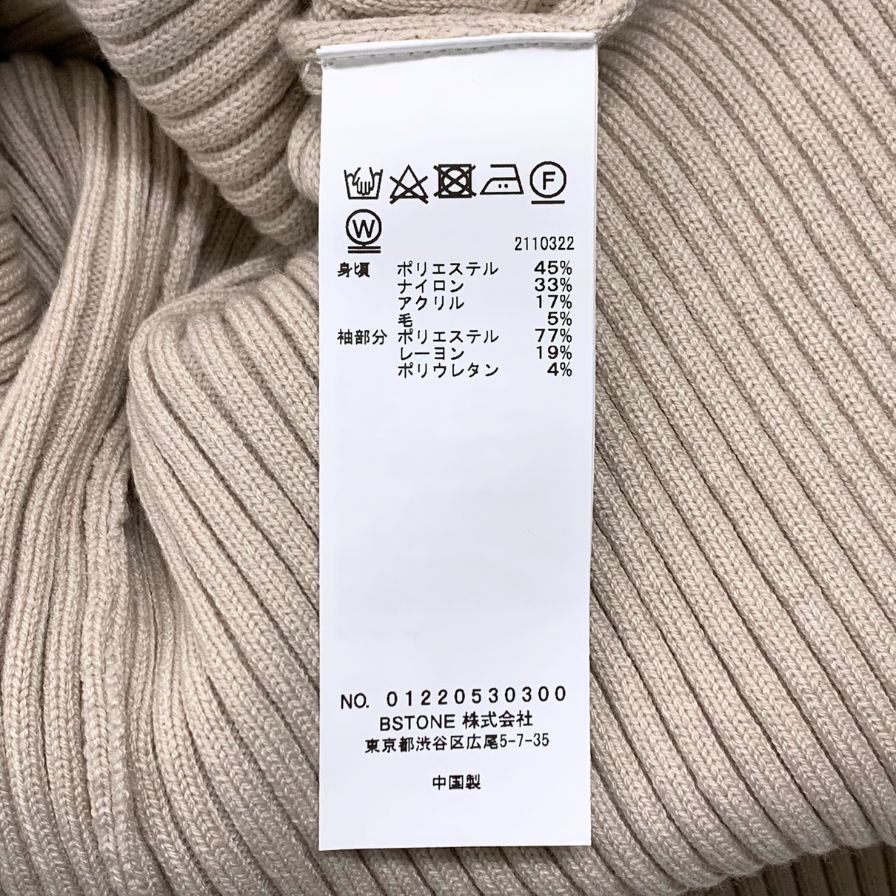 F
W
2110322
身頃 ポリエステル 45%
ナイロン 33%
アクリル 17%
毛 5%
袖部分 ポリエステル 77%
レーヨン 19%
ポリウレタン 4%
NO. 01220530300
BSTONE 株式会社
東京都渋谷区広尾5-7-35
中国製